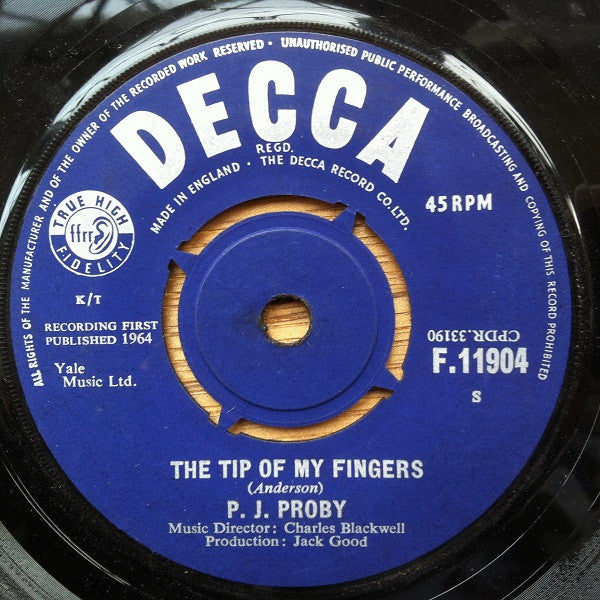 ALL RIGHTS OF THE MANUFACTURER AND OF THE OWNER OF THE RECORDED WORK RESERVED · UNAUTHORISED PUBLIC PERFORMANCE BROADCASTING AND COPYING OF THIS RECORD PROHIBITED
DECCA
REGD.
MADE IN ENGLAND · THE DECCA RECORD CO. LTD.
TRUE HIGH
ffrr
FIDELITY
45 RPM
K/T
RECORDING FIRST
PUBLISHED 1964
Yale
Music Ltd.
CPDR.33190
F.11904
S
THE TIP OF MY FINGERS
(Anderson)
P. J. PROBY
Music Director: Charles Blackwell
Production: Jack Good